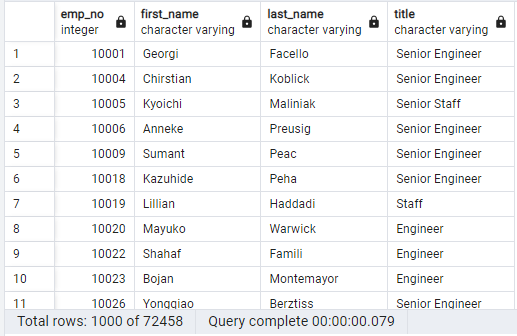 emp_no first_name last_name title
integer character varying character varying character varying
1 10001 Georgi Facello Senior Engineer
2 10004 Chirstian Koblick Senior Engineer
3 10005 Kyoichi Maliniak Senior Staff
4 10006 Anneke Preusig Senior Engineer
5 10009 Sumant Peac Senior Engineer
6 10018 Kazuhide Peha Senior Engineer
7 10019 Lillian Haddadi Staff
8 10020 Mayuko Warwick Engineer
9 10022 Shahaf Famili Engineer
10 10023 Bojan Montemayor Engineer
11 10026 Yongqiao Berztiss Senior Engineer
Total rows: 1000 of 72458 Query complete 00:00:00.079